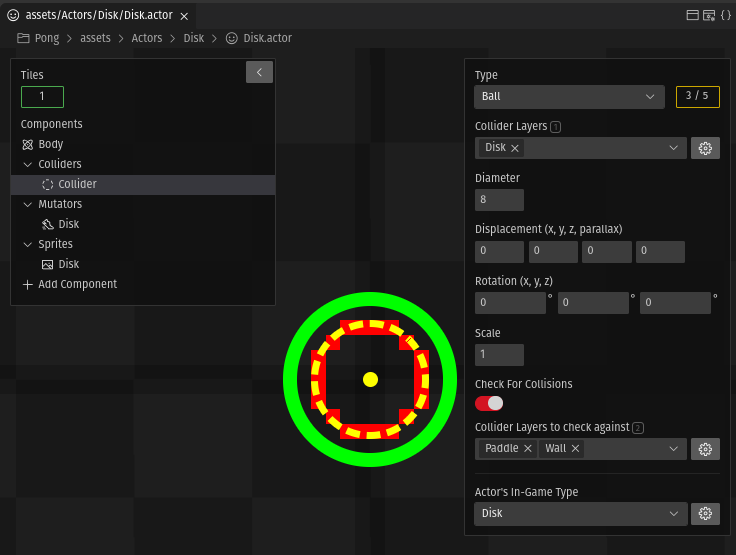 assets/Actors/Disk/Disk.actor
Pong > assets > Actors > Disk > Disk.actor
Tiles
1
Components
Body
Colliders
Collider
Mutators
Disk
Sprites
Disk
Add Component
Type
Ball
3 / 5
Collider Layers 1
Disk
Diameter
8
Displacement (x, y, z, parallax)
0 0 0 0
Rotation (x, y, z)
0 ° 0 ° 0 °
Scale
1
Check For Collisions
Collider Layers to check against 2
Paddle Wall
Actor's In-Game Type
Disk